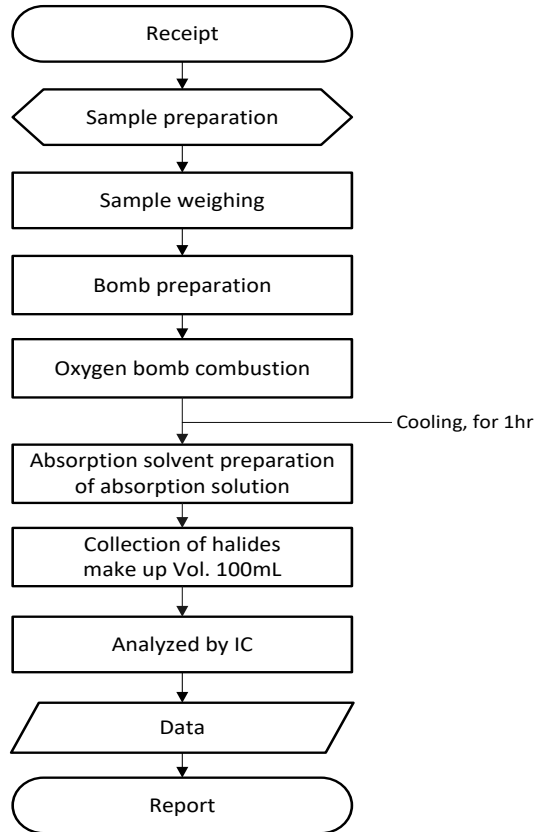 Receipt
Sample preparation
Sample weighing
Bomb preparation
Oxygen bomb combustion
Cooling, for 1hr
Absorption solvent preparation
of absorption solution
Collection of halides
make up Vol. 100mL
Analyzed by IC
Data
Report